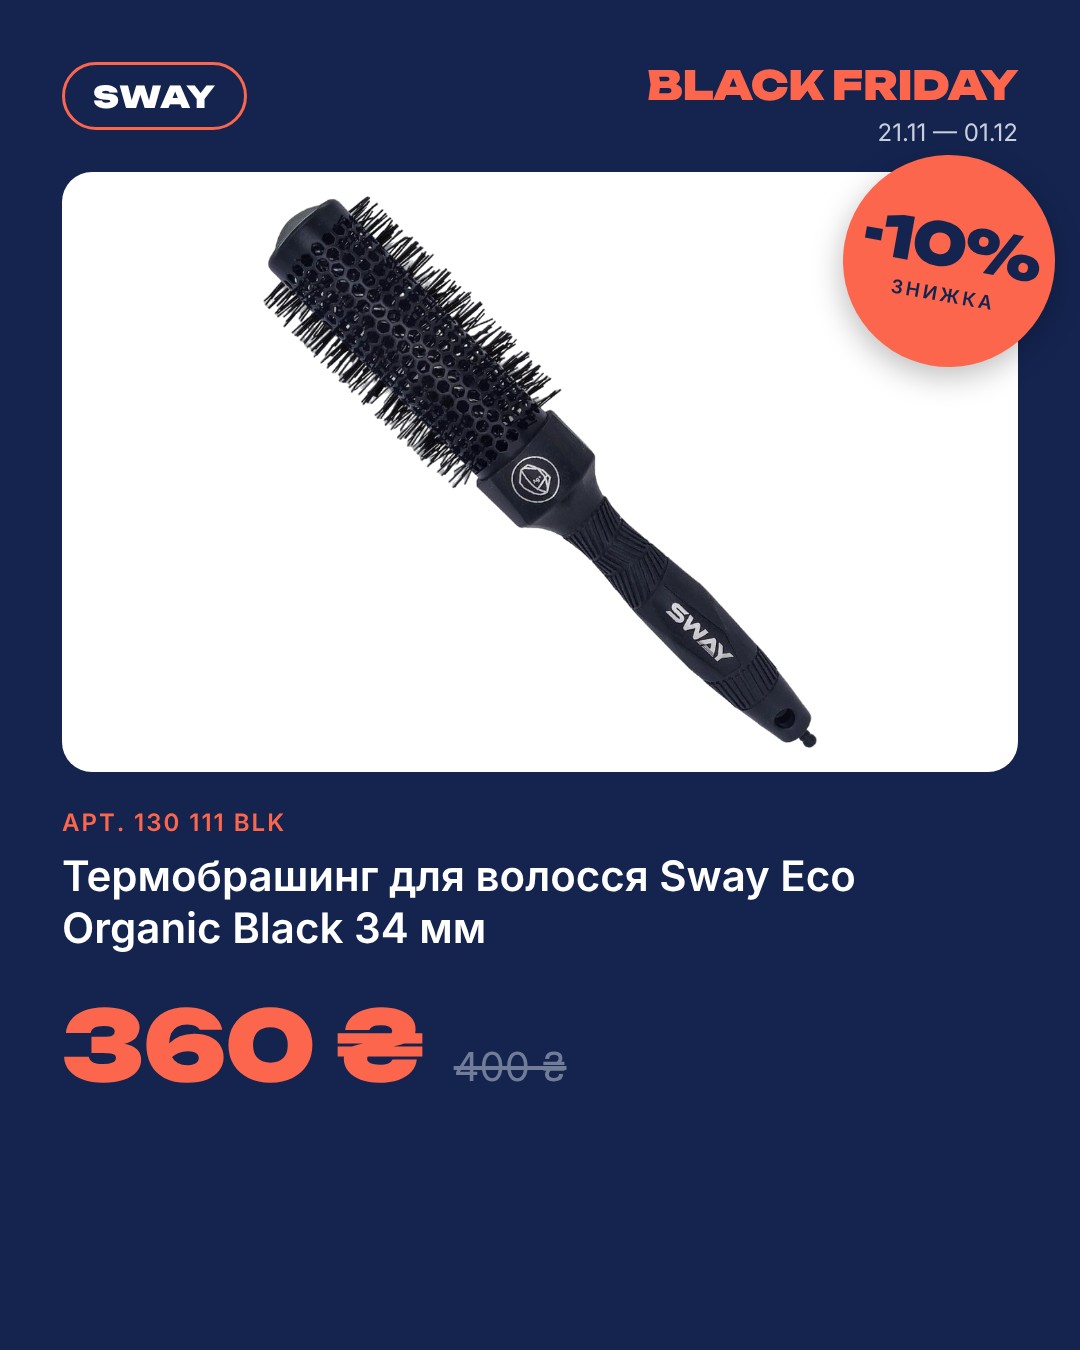 SWAY
BLACK FRIDAY
21.11 — 01.12
-10%
ЗНИЖКА
SWAY
АРТ. 130 111 BLK
Термобрашинг для волосся Sway Eco
Organic Black 34 мм
360 ₴
400 ₴